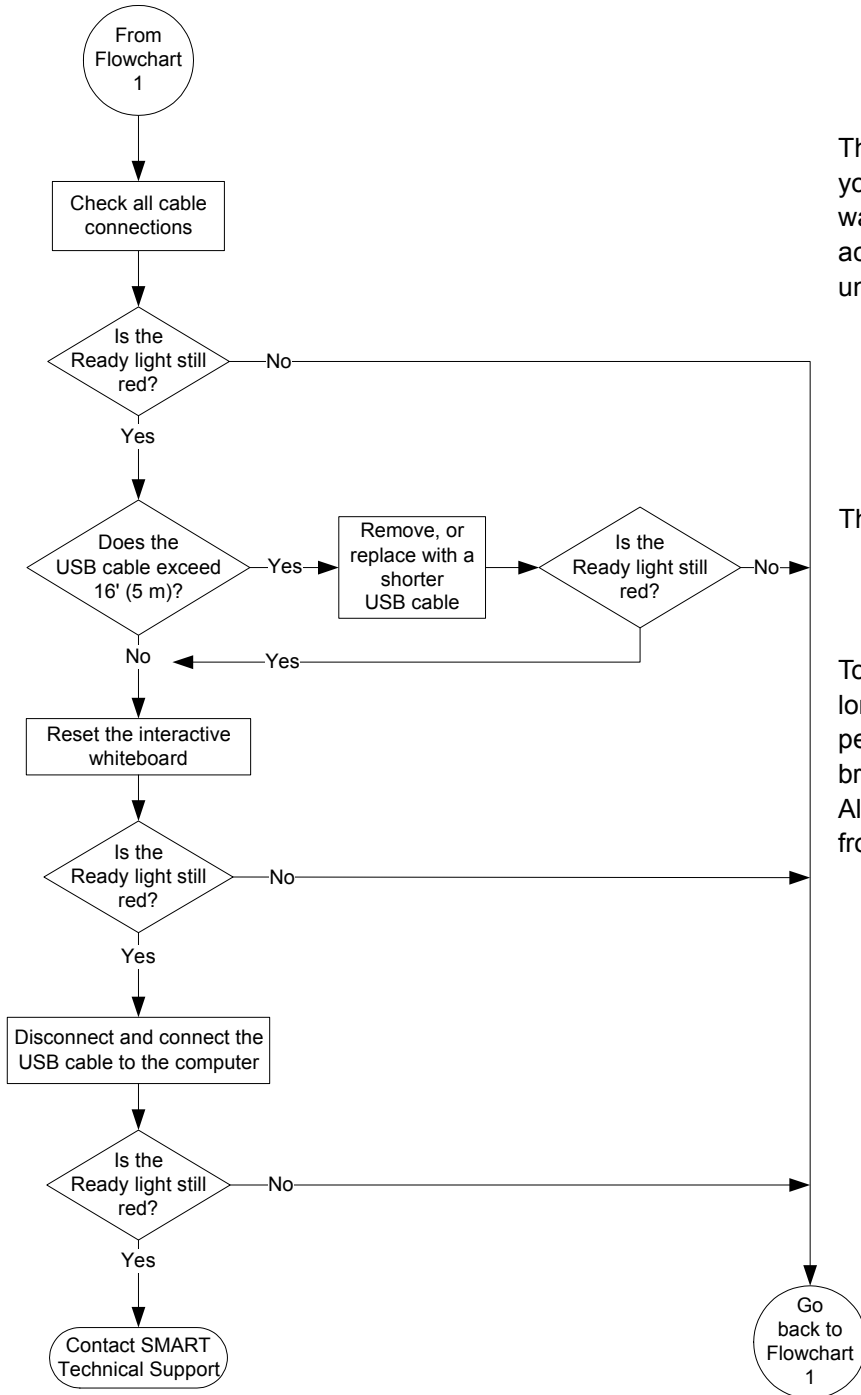 From
Flowchart
1
Check all cable
connections
Is the
Ready light still
red?
No
Yes
Does the
USB cable exceed
16' (5 m)?
Yes
Remove, or
replace with a
shorter
USB cable
Is the
Ready light still
red?
No
No
Yes
Reset the interactive
whiteboard
Is the
Ready light still
red?
No
Yes
Disconnect and connect the
USB cable to the computer
Is the
Ready light still
red?
No
Yes
Contact SMART
Technical Support
Go
back to
Flowchart
1